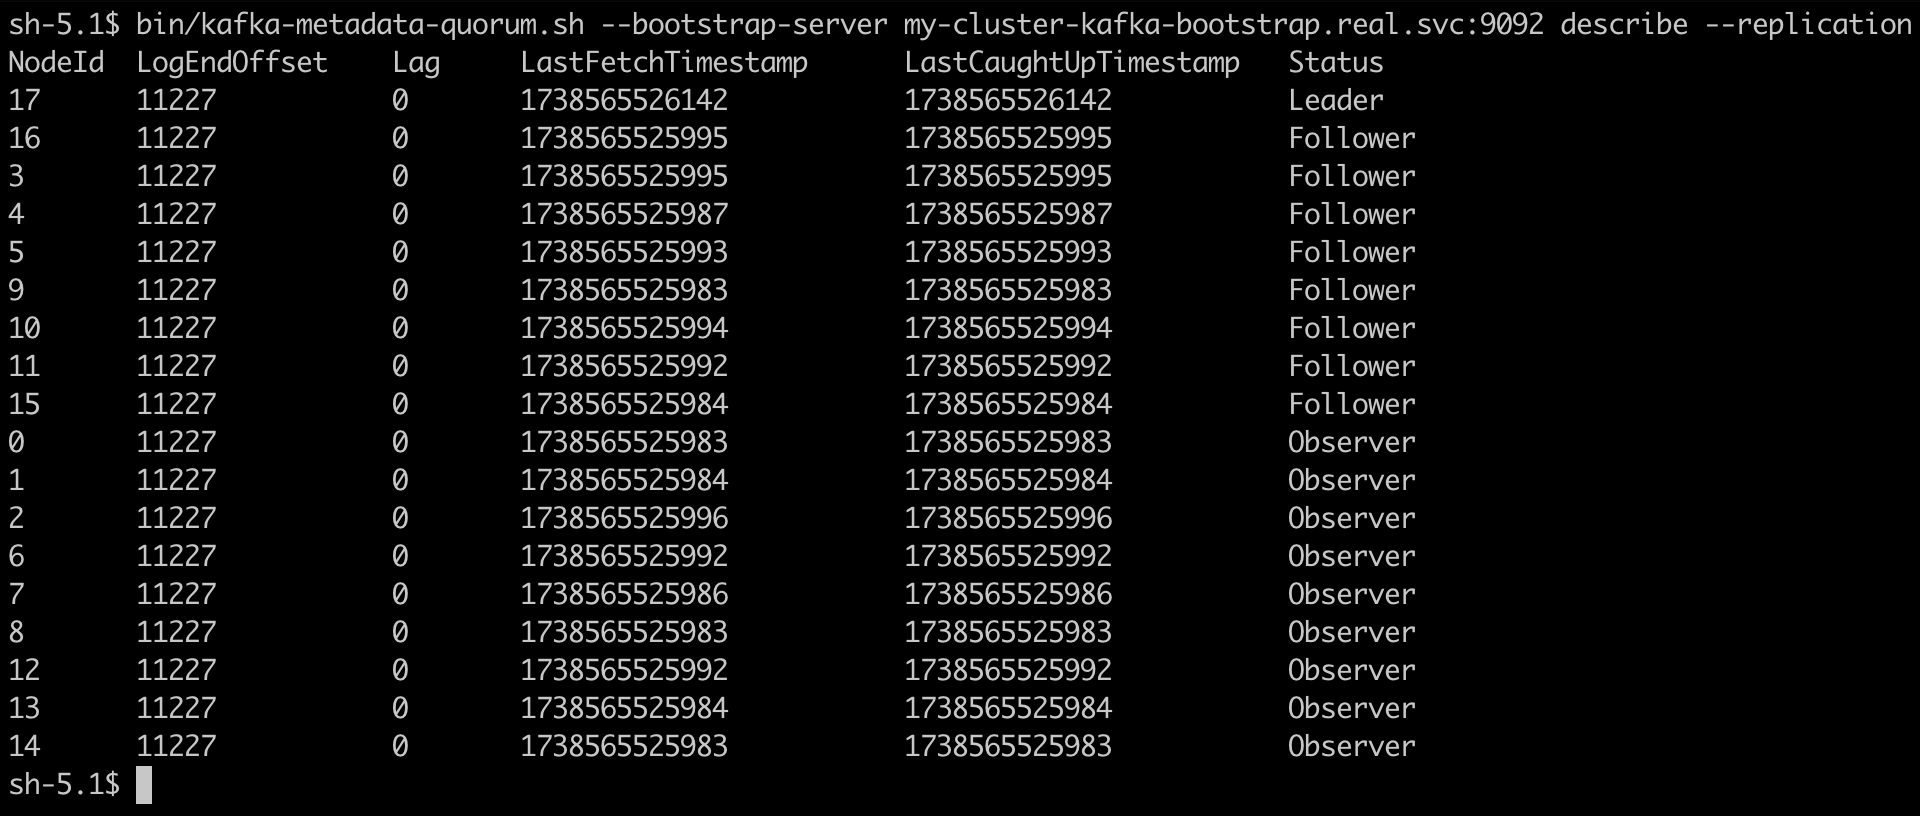 sh-5.1$ bin/kafka-metadata-quorum.sh --bootstrap-server my-cluster-kafka-bootstrap.real.svc:9092 describe --replication
NodeId  LogEndOffset    Lag     LastFetchTimestamp      LastCaughtUpTimestamp   Status
17      11227           0       1738565526142           1738565526142           Leader
16      11227           0       1738565525995           1738565525995           Follower
3       11227           0       1738565525995           1738565525995           Follower
4       11227           0       1738565525987           1738565525987           Follower
5       11227           0       1738565525993           1738565525993           Follower
9       11227           0       1738565525983           1738565525983           Follower
10      11227           0       1738565525994           1738565525994           Follower
11      11227           0       1738565525992           1738565525992           Follower
15      11227           0       1738565525984           1738565525984           Follower
0       11227           0       1738565525983           1738565525983           Observer
1       11227           0       1738565525984           1738565525984           Observer
2       11227           0       1738565525996           1738565525996           Observer
6       11227           0       1738565525992           1738565525992           Observer
7       11227           0       1738565525986           1738565525986           Observer
8       11227           0       1738565525983           1738565525983           Observer
12      11227           0       1738565525992           1738565525992           Observer
13      11227           0       1738565525984           1738565525984           Observer
14      11227           0       1738565525983           1738565525983           Observer
sh-5.1$